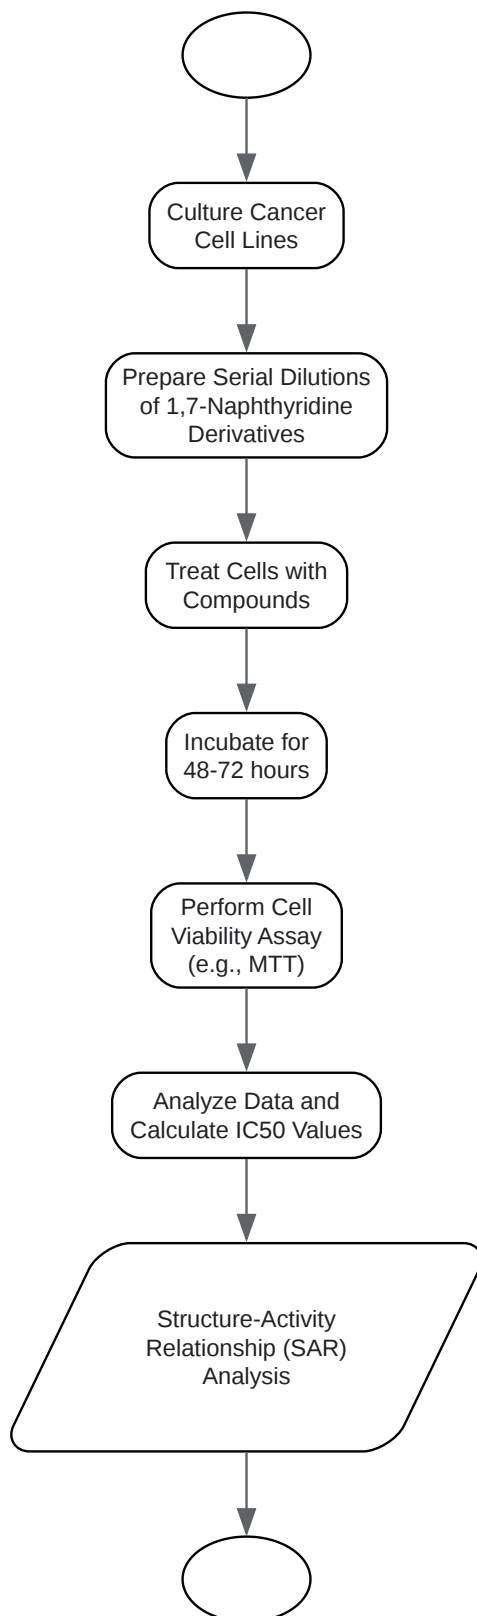 Culture Cancer
Cell Lines
Prepare Serial Dilutions
of 1,7-Naphthyridine
Derivatives
Treat Cells with
Compounds
Incubate for
48-72 hours
Perform Cell
Viability Assay
(e.g., MTT)
Analyze Data and
Calculate IC50 Values
Structure-Activity
Relationship (SAR)
Analysis